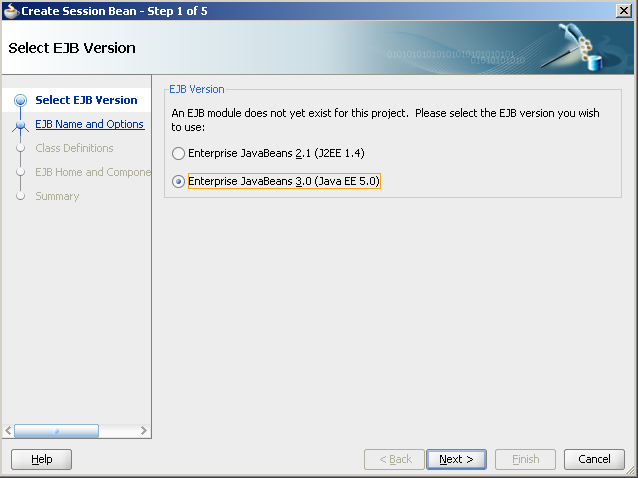 Create Session Bean - Step 1 of 5
Select EJB Version
0101010101010101010101010101
0101010101010
Select EJB Version
EJB Name and Options
Class Definitions
EJB Home and Compone
Summary
EJB Version
An EJB module does not yet exist for this project. Please select the EJB version you wish
to use:
Enterprise JavaBeans 2.1 (J2EE 1.4)
Enterprise JavaBeans 3.0 (Java EE 5.0)
Help
< Back
Next >
Finish
Cancel